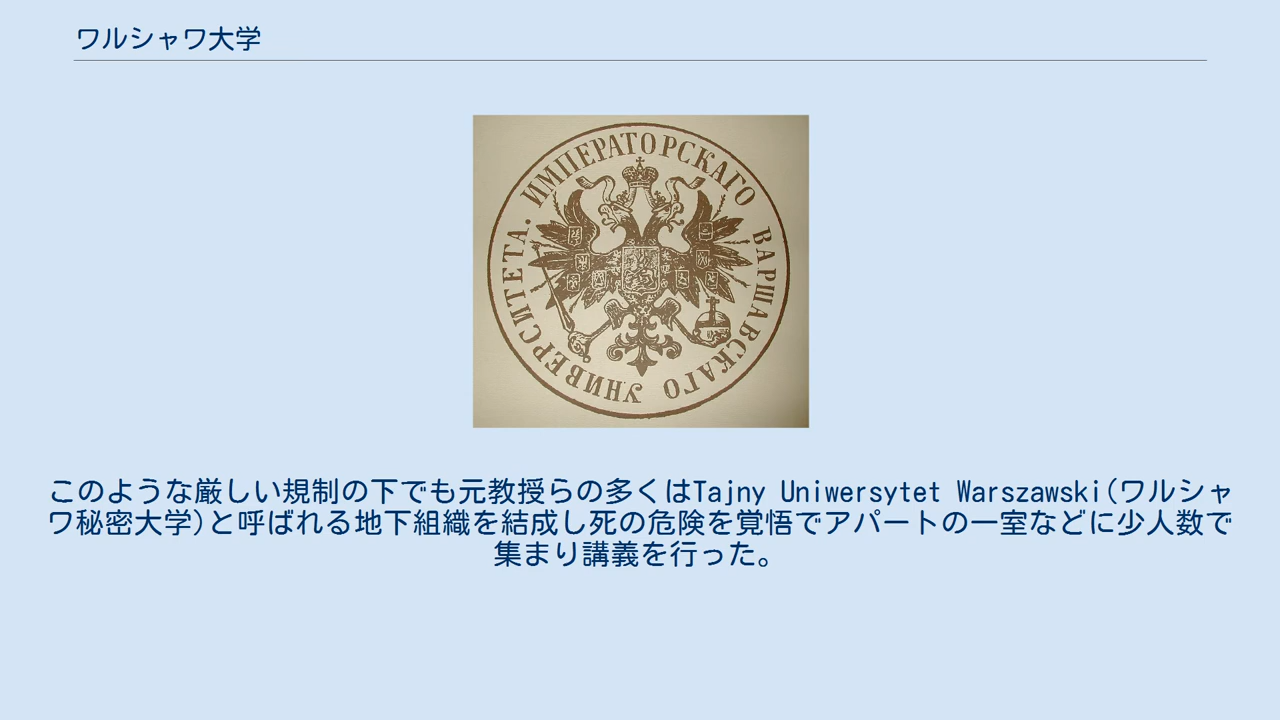 ワルシャワ大学
ИМПЕРАТОРСКАГО ВАРШАВСКАГО УНИВЕРСИТЕТА.
このような厳しい規制の下でも元教授らの多くはTajny Uniwersytet Warszawski(ワルシャ
ワ秘密大学)と呼ばれる地下組織を結成し死の危険を覚悟でアパートの一室などに少人数で
集まり講義を行った。